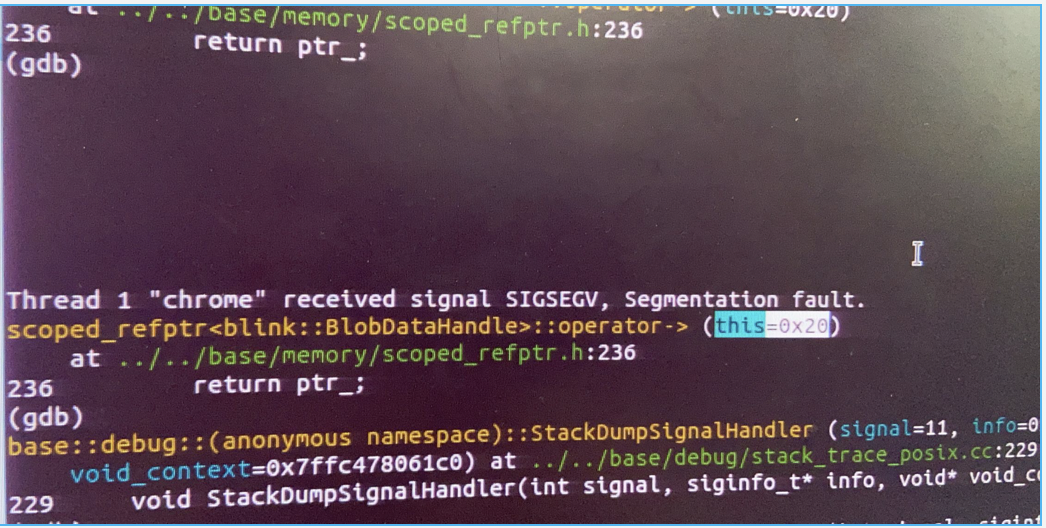 at ../../base/memory/scoped_refptr.h:236
operator-> (this=0x20)
236 return ptr_;
(gdb)
Thread 1 "chrome" received signal SIGSEGV, Segmentation fault.
scoped_refptr<blink::BlobDataHandle>::operator-> (this=0x20)
at ../../base/memory/scoped_refptr.h:236
236 return ptr_;
(gdb)
base::debug::(anonymous namespace)::StackDumpSignalHandler (signal=11, info=0
void_context=0x7ffc478061c0) at ../../base/debug/stack_trace_posix.cc:229
229 void StackDumpSignalHandler(int signal, siginfo_t* info, void* void_c